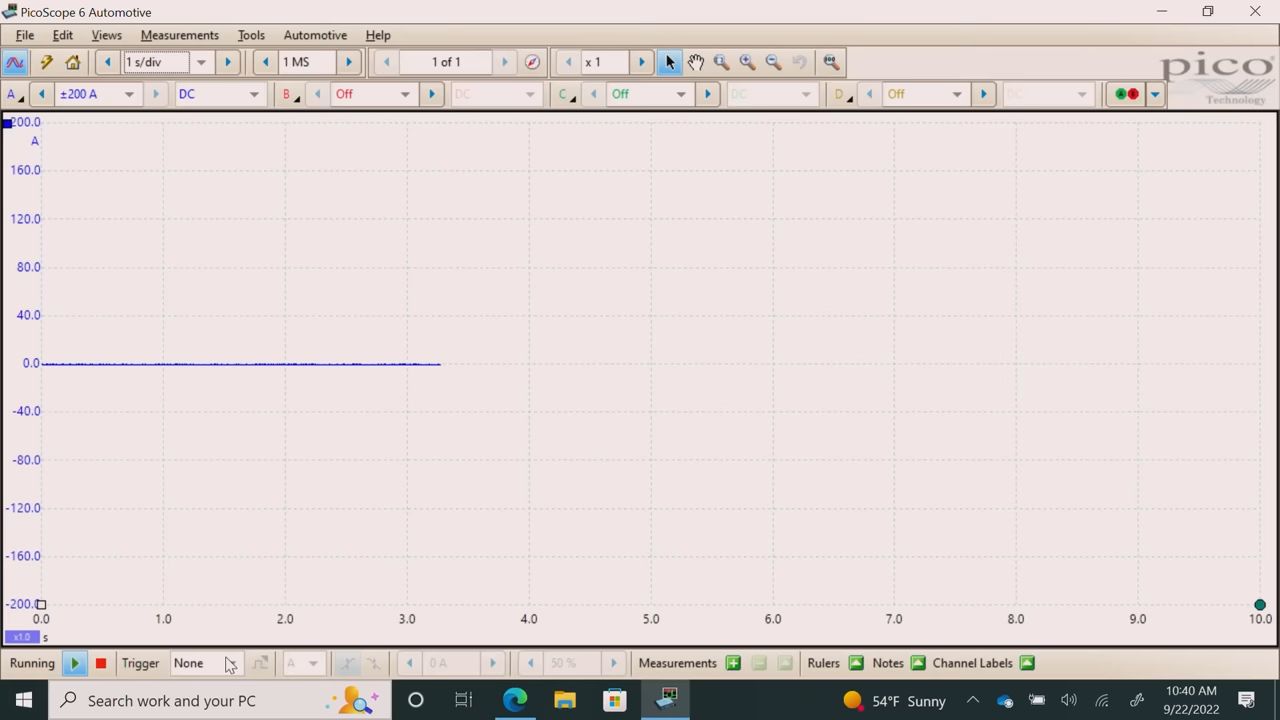 PicoScope 6 Automotive
File Edit Views Measurements Tools Automotive Help
1 s/div 1 MS 1 of 1 x 1
A ±200 A DC B Off DC C Off DC D Off DC A B
pico
Technology
200.0
A
160.0
120.0
80.0
40.0
0.0
-40.0
-80.0
-120.0
-160.0
-200.0
0.0 1.0 2.0 3.0 4.0 5.0 6.0 7.0 8.0 9.0 10.0
x1.0 s
Running Trigger None A 0 A 50 % Measurements Rulers Notes Channel Labels
Search work and your PC 54°F Sunny 10:40 AM
9/22/2022